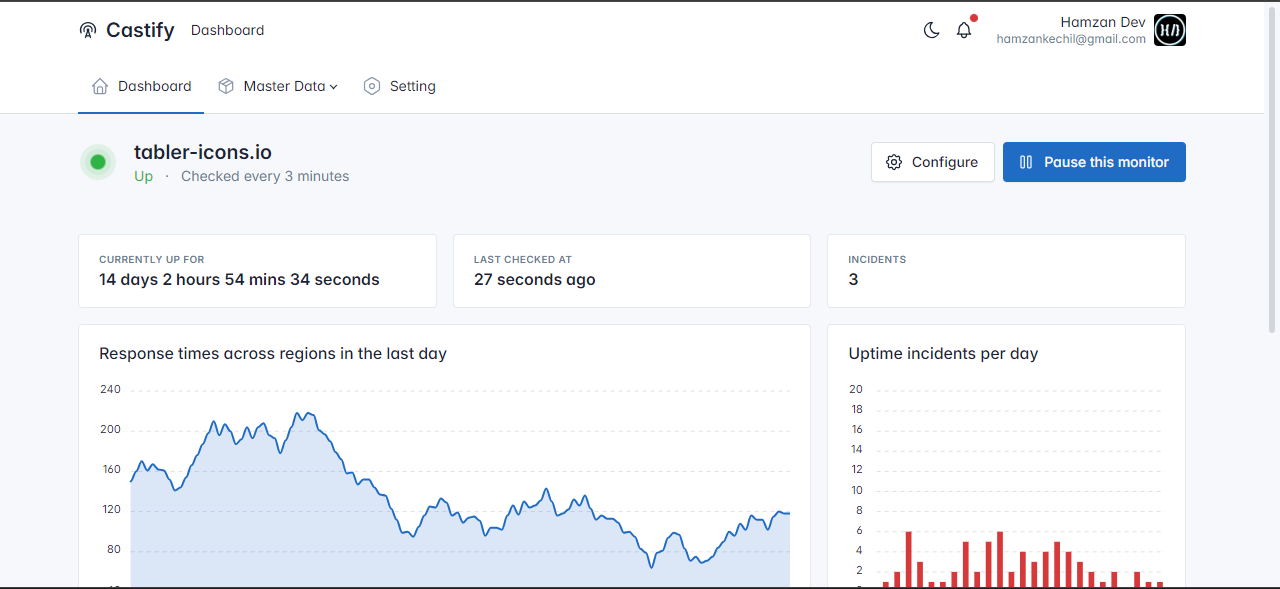 Castify Dashboard
Hamzan Dev
hamzankechil@gmail.com
Dashboard Master Data Setting
tabler-icons.io
Up · Checked every 3 minutes
Configure
Pause this monitor
CURRENTLY UP FOR
14 days 2 hours 54 mins 34 seconds
LAST CHECKED AT
27 seconds ago
INCIDENTS
3
Response times across regions in the last day
240
200
160
120
80
Uptime incidents per day
20
18
16
14
12
10
8
6
4
2